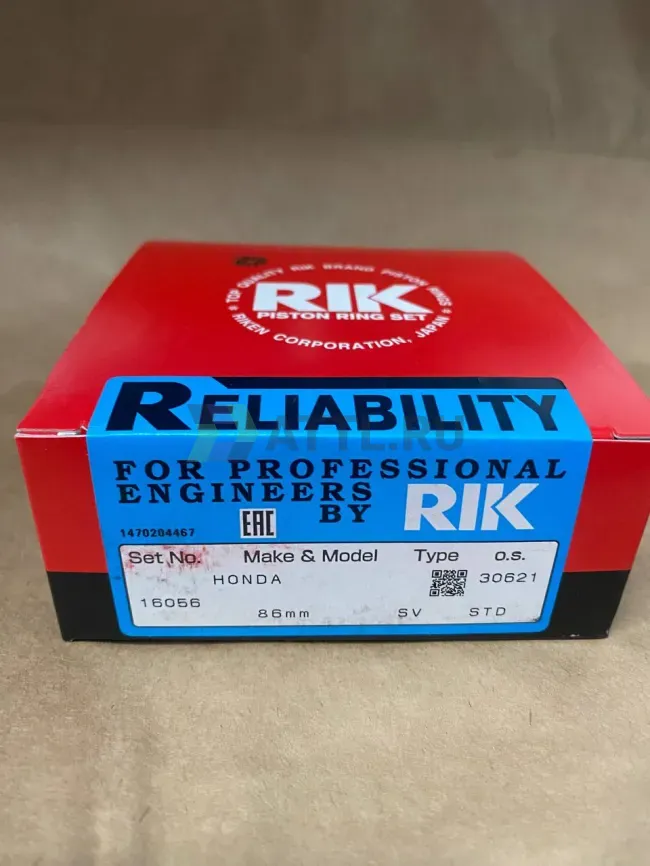 ★ TOP QUALITY RIK BRAND PISTON RINGS ★
RIK
PISTON RING SET
RIKEN CORPORATION, JAPAN
RELIABILITY
FOR PROFESSIONAL
ENGINEERS
BY RIK
1470204467 EAC
Set No. Make & Model Type o.s.
HONDA 30621
16056 86mm SV STD